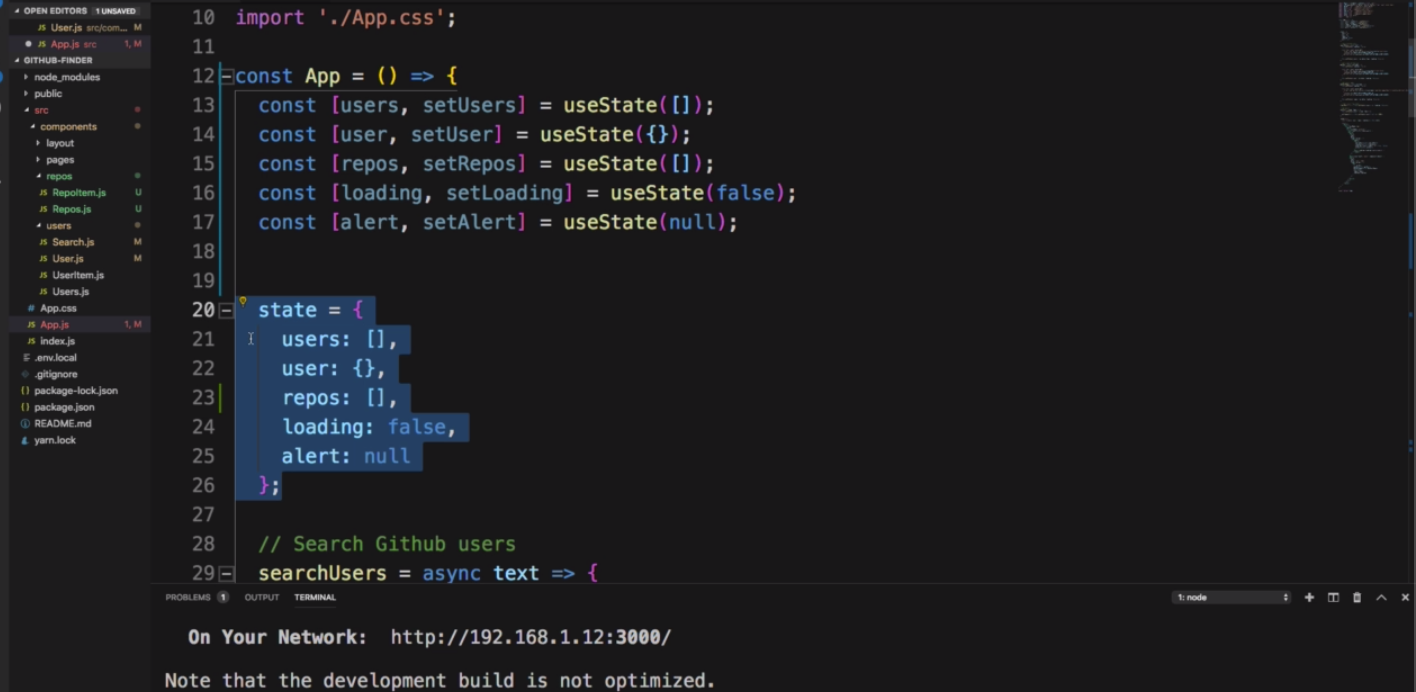 OPEN EDITORS 1 UNSAVED
JS User.js src/com... M
JS App.js src 1, M
GITHUB-FINDER
node_modules
public
src
components
layout
pages
repos
JS RepoItem.js U
JS Repos.js U
users
JS Search.js M
JS User.js M
JS UserItem.js
JS Users.js
# App.css
JS App.js 1, M
JS index.js
.env.local
.gitignore
{} package-lock.json
{} package.json
README.md
yarn.lock
10 import './App.css';
11
12 const App = () => {
13 const [users, setUsers] = useState([]);
14 const [user, setUser] = useState({});
15 const [repos, setRepos] = useState([]);
16 const [loading, setLoading] = useState(false);
17 const [alert, setAlert] = useState(null);
18
19
20 state = {
21 users: [],
22 user: {},
23 repos: [],
24 loading: false,
25 alert: null
26 };
27
28 // Search Github users
29 searchUsers = async text => {
PROBLEMS 1 OUTPUT TERMINAL 1: node
On Your Network: http://192.168.1.12:3000/
Note that the development build is not optimized.